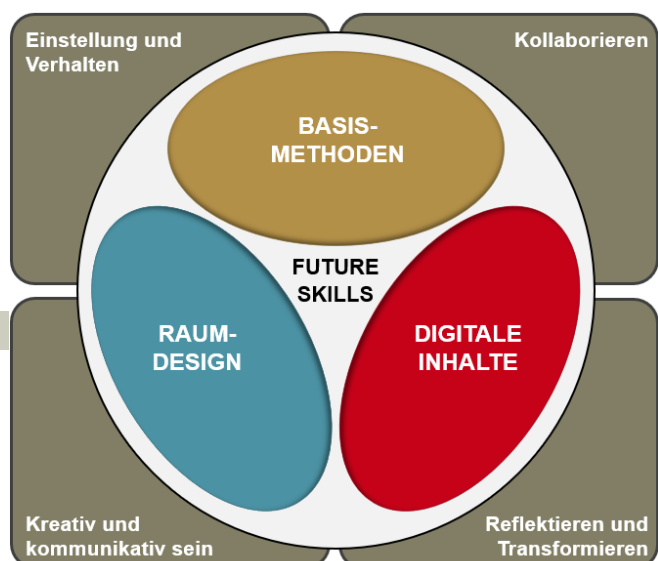 Einstellung und
Verhalten
Kollaborieren
BASIS-
METHODEN
FUTURE
SKILLS
RAUM-
DESIGN
DIGITALE
INHALTE
Kreativ und
kommunikativ sein
Reflektieren und
Transformieren